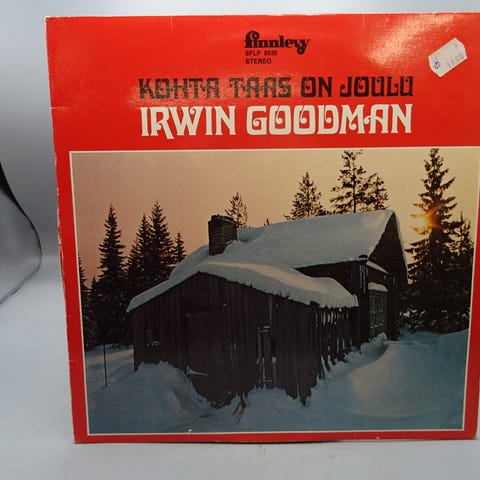 finnlevy
SFLP 9530
STEREO
KOHTA TAAS ON JOULU
IRWIN GOODMAN